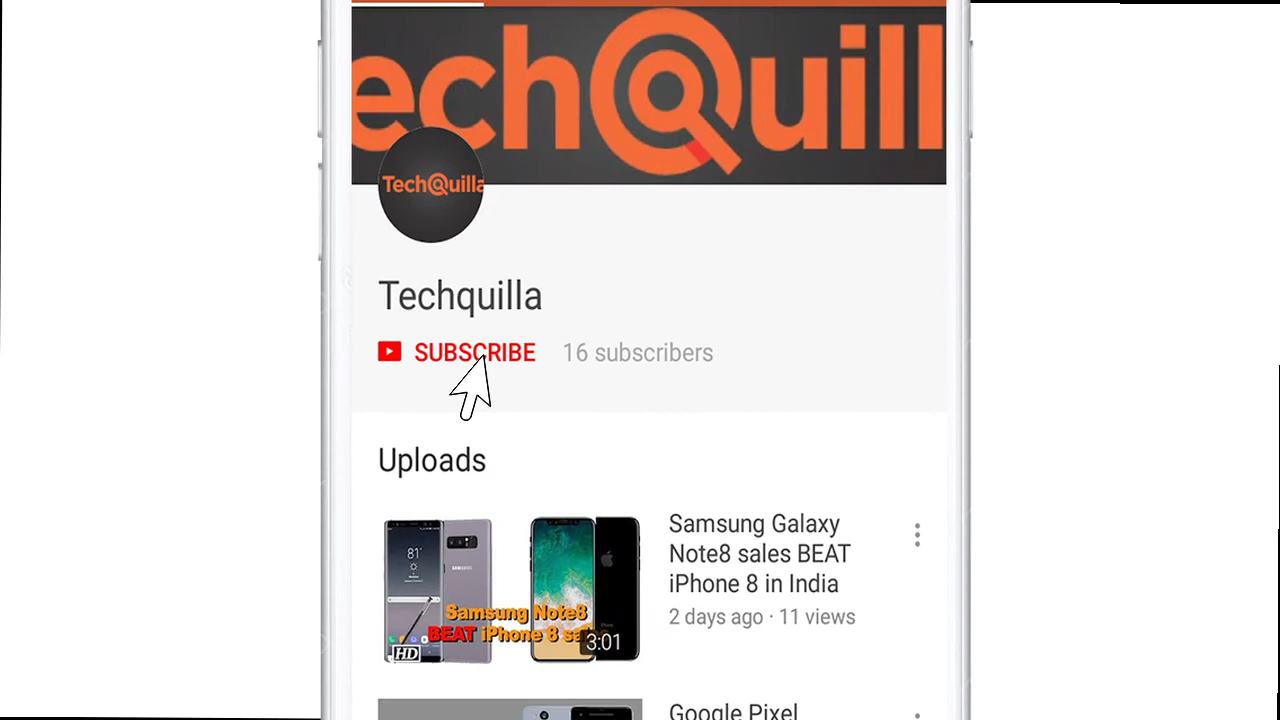 echQuill
TechQuilla
Techquilla
SUBSCRIBE 16 subscribers
Uploads
Samsung Galaxy
Note8 sales BEAT
iPhone 8 in India
2 days ago · 11 views
81°
SAMSUNG
Samsung Note8
BEAT iPhone 8 sa
3:01
HD
Google Pixel